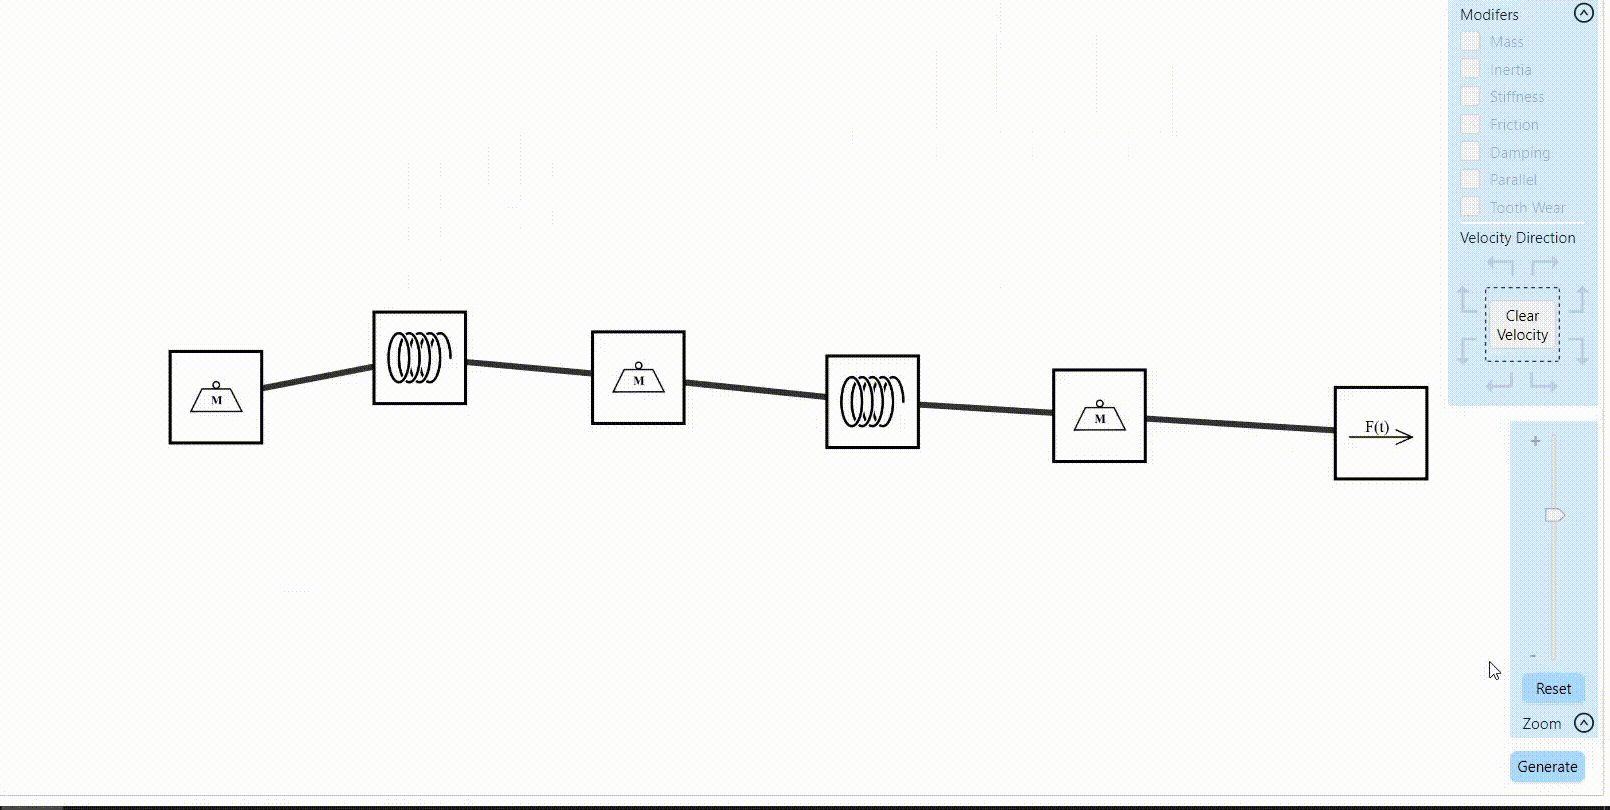 Modifers
Mass
Inertia
Stiffness
Friction
Damping
Parallel
Tooth Wear
Velocity Direction
Clear
Velocity
M
M
M
F(t)
+
-
Reset
Zoom
Generate